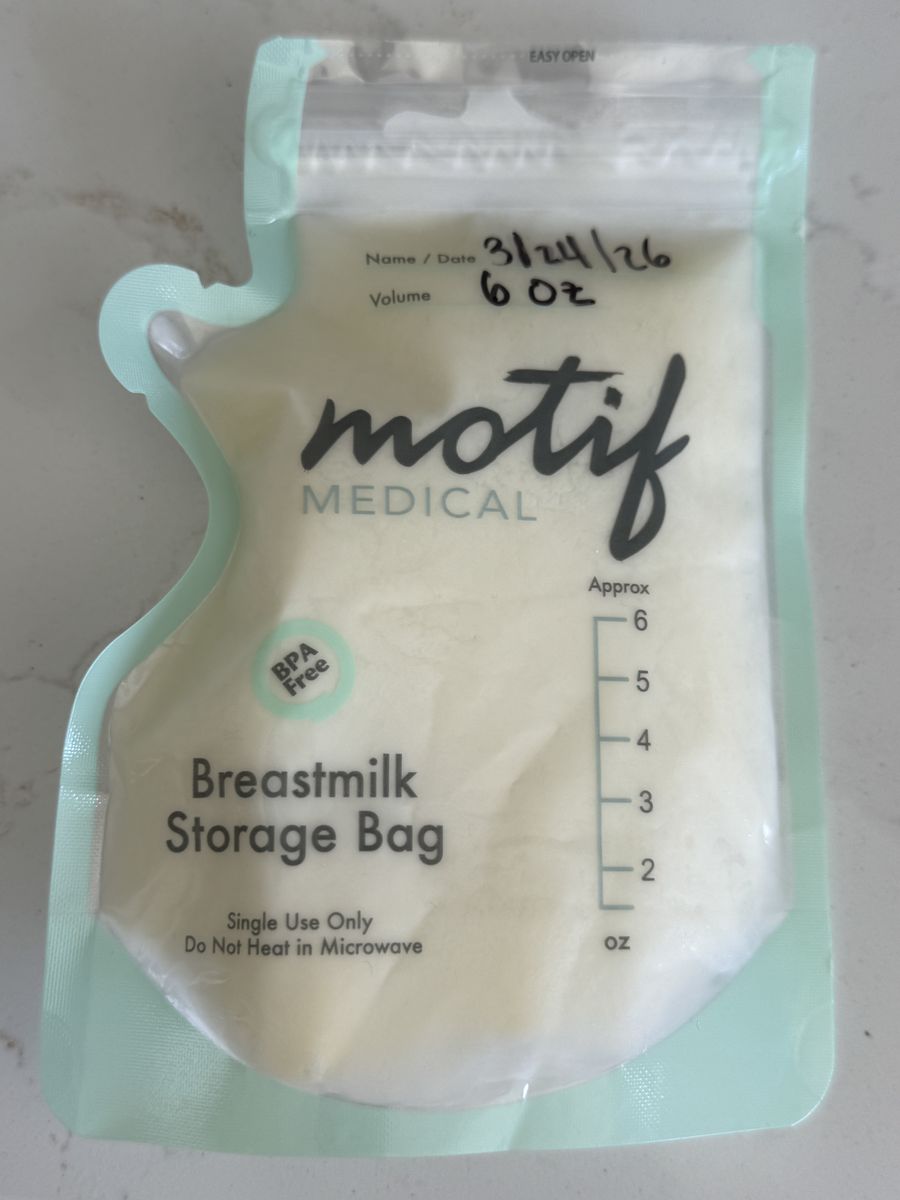 EASY OPEN
Name / Date 3/24/26
Volume 6 oz
motif
MEDICAL
Approx
6
5
BPA
Free
4
Breastmilk
Storage Bag
3
2
Single Use Only
Do Not Heat in Microwave
oz